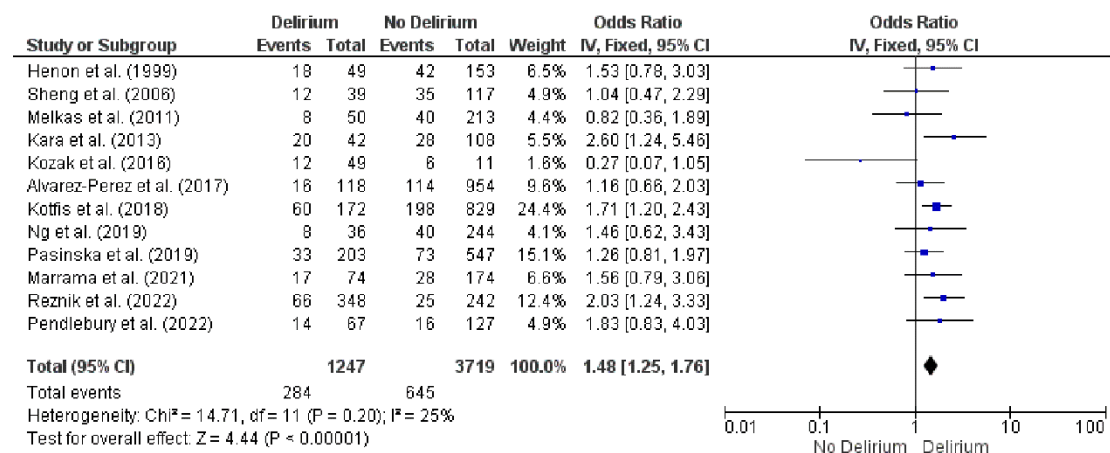 Delirium No Delirium Odds Ratio Odds Ratio
Study or Subgroup Events Total Events Total Weight IV, Fixed, 95% CI IV, Fixed, 95% CI
Henon et al. (1999) 18 49 42 153 6.5% 1.53 [0.78, 3.03]
Sheng et al. (2006) 12 39 35 117 4.9% 1.04 [0.47, 2.29]
Melkas et al. (2011) 8 50 40 213 4.4% 0.82 [0.36, 1.89]
Kara et al. (2013) 20 42 28 108 5.6% 2.60 [1.24, 5.46]
Kozak et al. (2016) 12 49 6 11 1.6% 0.27 [0.07, 1.05]
Alvarez-Perez et al. (2017) 16 118 114 954 9.6% 1.16 [0.66, 2.03]
Kotfis et al. (2018) 60 172 198 829 24.4% 1.71 [1.20, 2.43]
Ng et al. (2019) 8 36 40 244 4.1% 1.46 [0.62, 3.43]
Pasinska et al. (2019) 33 203 73 547 15.1% 1.26 [0.81, 1.97]
Marrama et al. (2021) 17 74 28 174 6.6% 1.56 [0.79, 3.06]
Reznik et al. (2022) 66 348 25 242 12.4% 2.03 [1.24, 3.33]
Pendlebury et al. (2022) 14 67 16 127 4.9% 1.83 [0.83, 4.03]
Total (95% CI) 1247 3719 100.0% 1.48 [1.25, 1.76]
Total events 284 645
Heterogeneity: Chi² = 14.71, df = 11 (P = 0.20); I² = 25%
Test for overall effect: Z = 4.44 (P < 0.00001)
0.01 0.1 1 10 100
No Delirium Delirium